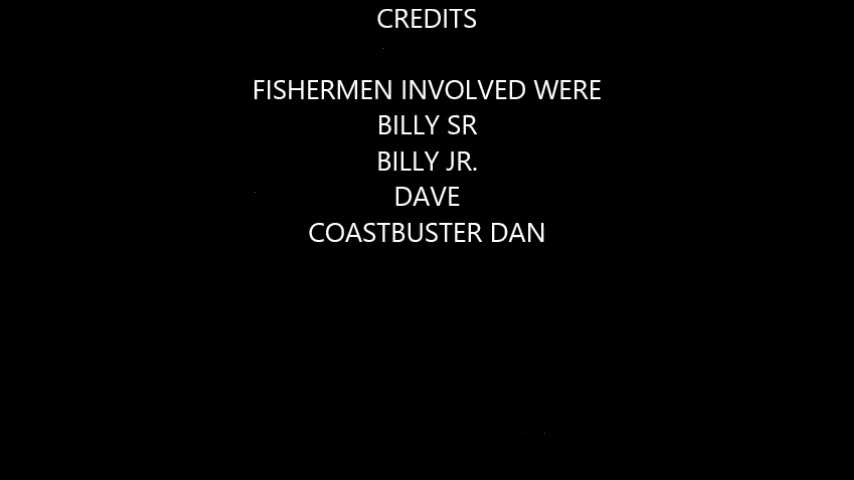 CREDITS
FISHERMEN INVOLVED WERE
BILLY SR
BILLY JR.
DAVE
COASTBUSTER DAN